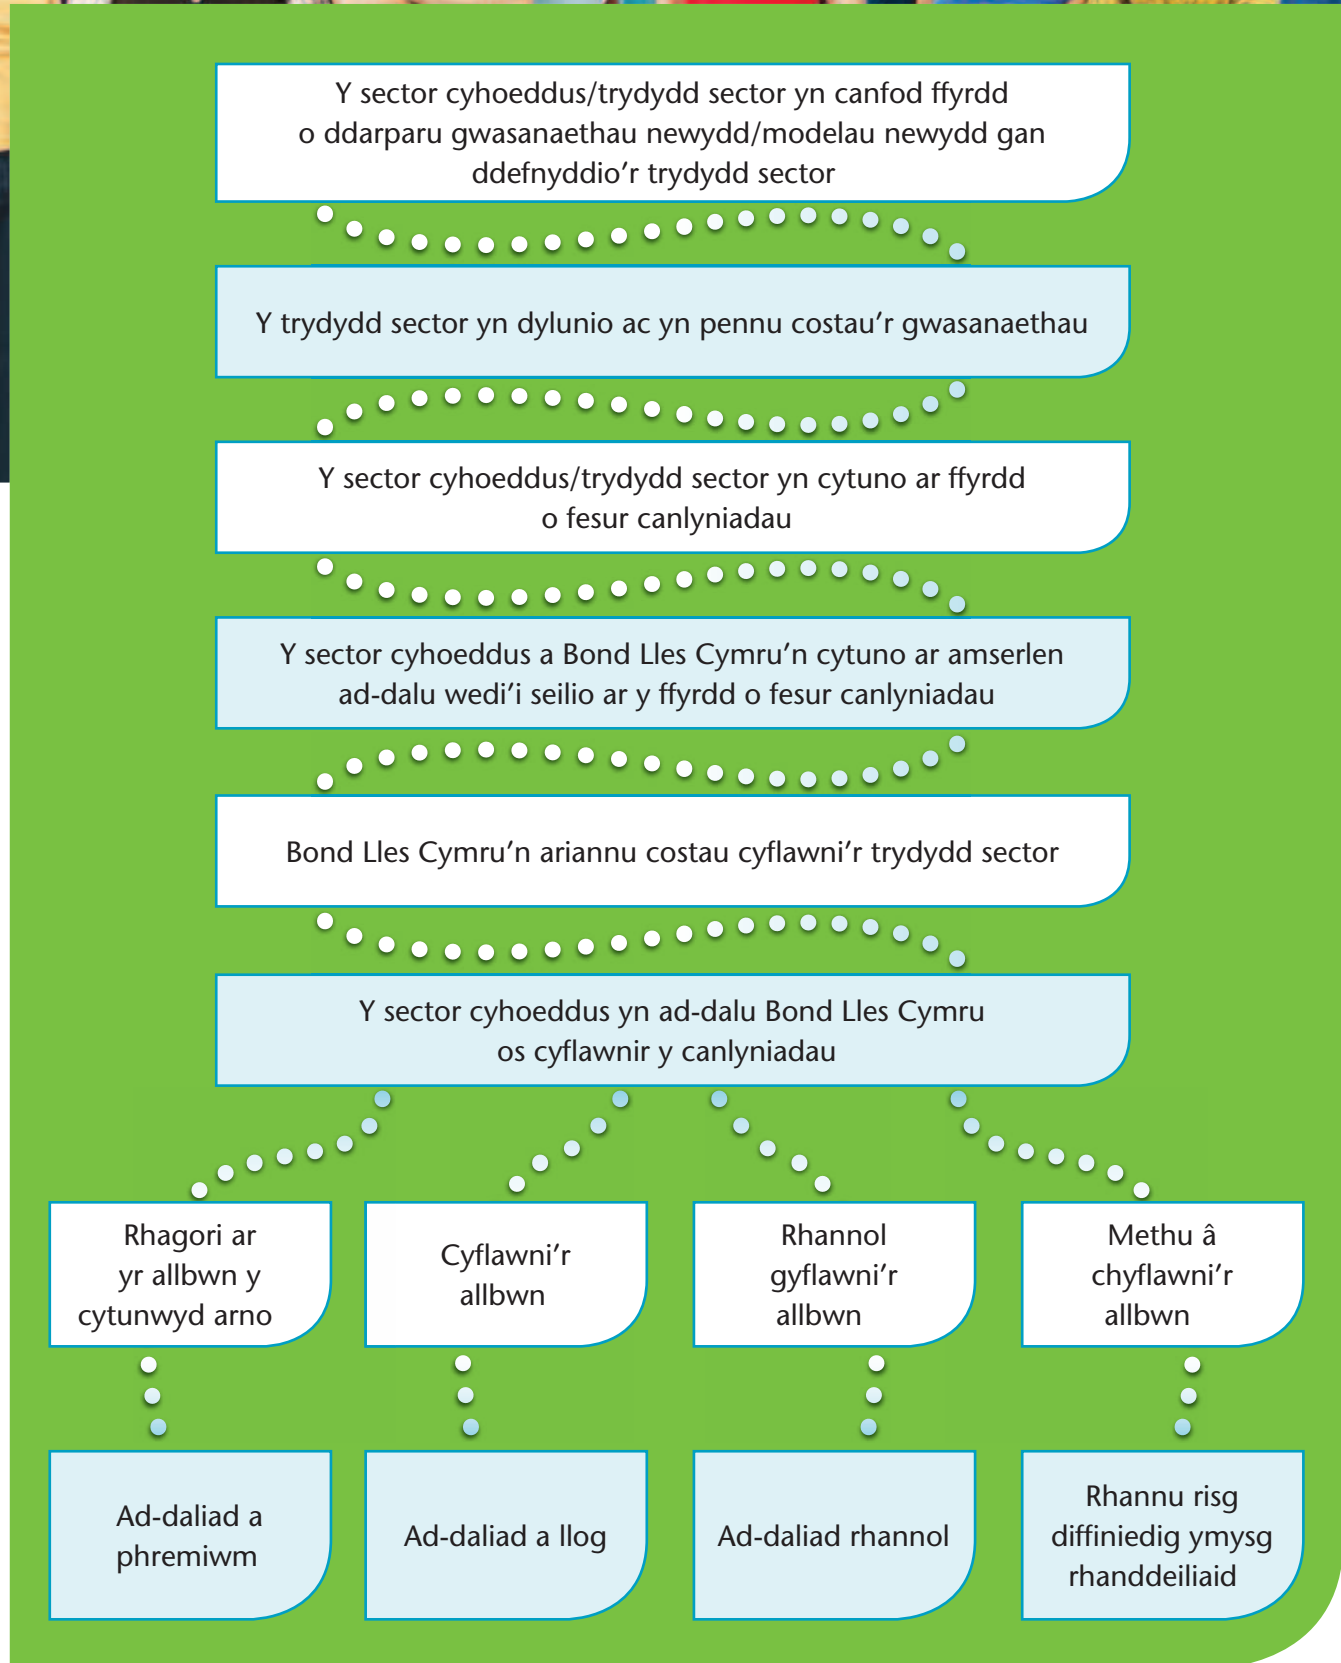 Y sector cyhoeddus/trydydd sector yn canfod ffyrdd
o ddarparu gwasanaethau newydd/modelau newydd gan
ddefnyddio’r trydydd sector
Y trydydd sector yn dylunio ac yn pennu costau’r gwasanaethau
Y sector cyhoeddus/trydydd sector yn cytuno ar ffyrdd
o fesur canlyniadau
Y sector cyhoeddus a Bond Lles Cymru’n cytuno ar amserlen
ad-dalu wedi’i seilio ar y ffyrdd o fesur canlyniadau
Bond Lles Cymru’n ariannu costau cyflawni’r trydydd sector
Y sector cyhoeddus yn ad-dalu Bond Lles Cymru
os cyflawnir y canlyniadau
Rhagori ar
yr allbwn y
cytunwyd arno
Cyflawni’r
allbwn
Rhannol
gyflawni’r
allbwn
Methu â
chyflawni’r
allbwn
Ad-daliad a
phremiwm
Ad-daliad a llog
Ad-daliad rhannol
Rhannu risg
diffiniedig ymysg
rhanddeiliaid